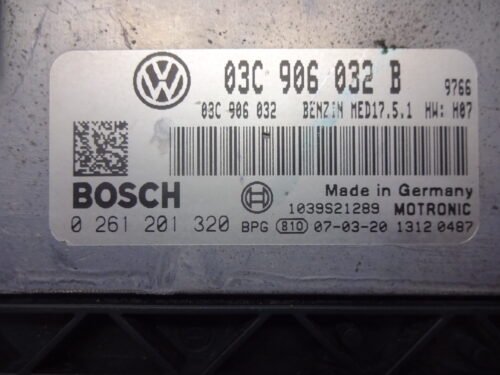 03C 906 032 B 9766
03C 906 032 BENZIN MED17.5.1 HW: H07
BOSCH Made in Germany
1039S21289 MOTRONIC
0 261 201 320 BPG 810 07-03-20 1312 0487